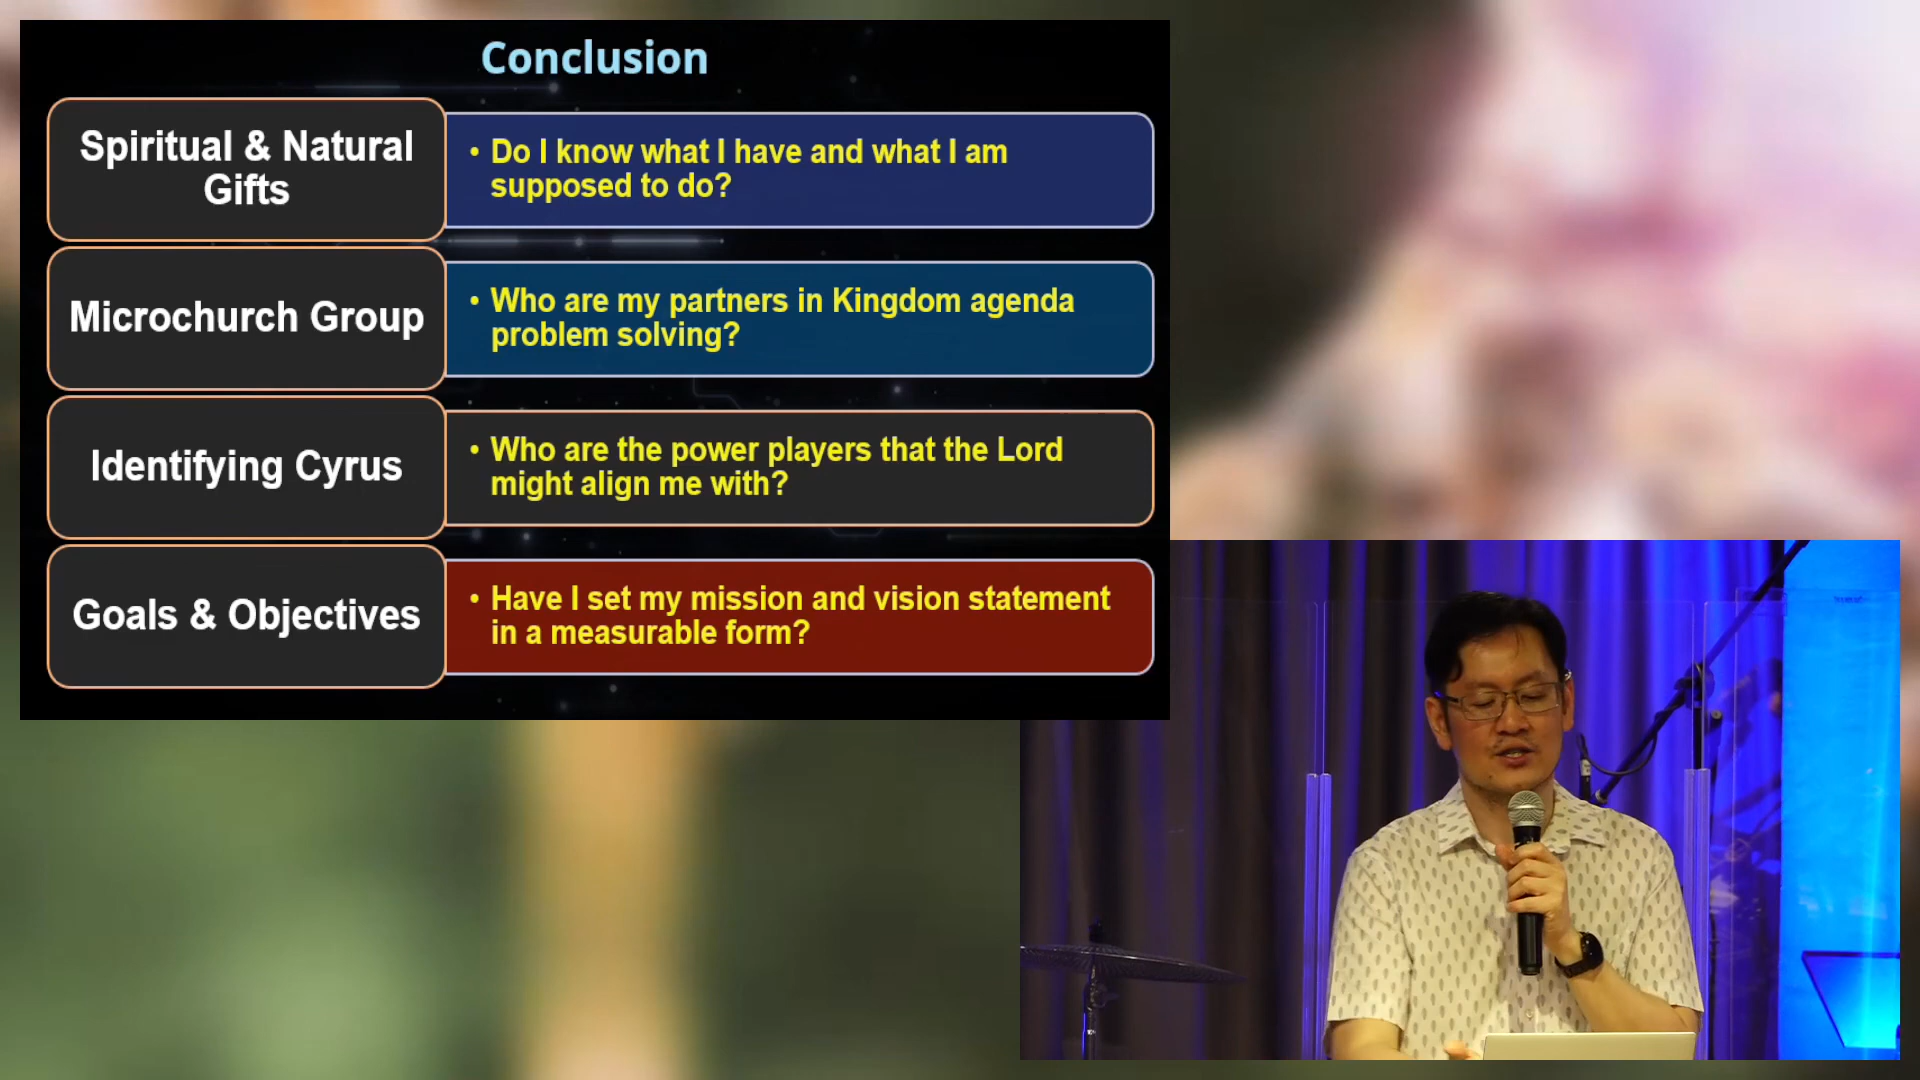 Conclusion
Spiritual & Natural
Gifts
• Do I know what I have and what I am
supposed to do?
Microchurch Group
• Who are my partners in Kingdom agenda
problem solving?
Identifying Cyrus
• Who are the power players that the Lord
might align me with?
Goals & Objectives
• Have I set my mission and vision statement
in a measurable form?